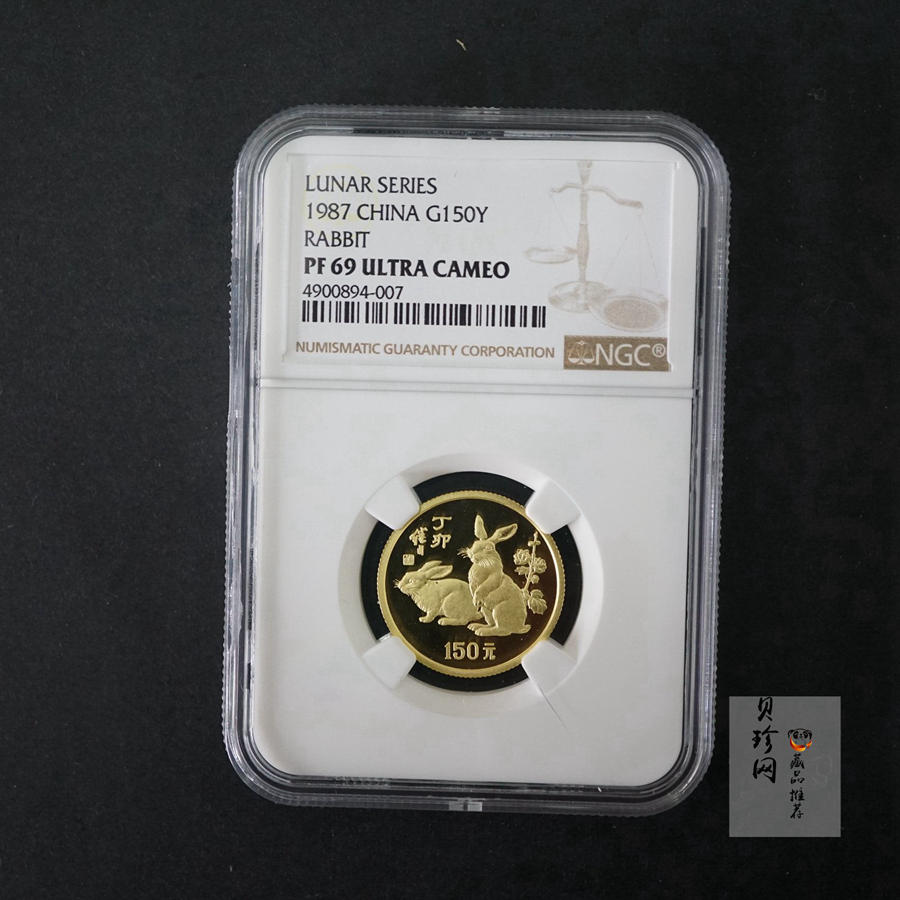 LUNAR SERIES
1987 CHINA G150Y
RABBIT
PF 69 ULTRA CAMEO
4900894-007
NUMISMATIC GUARANTY CORPORATION
NGC®
丁卯
150元
贝珍网
藏品推荐